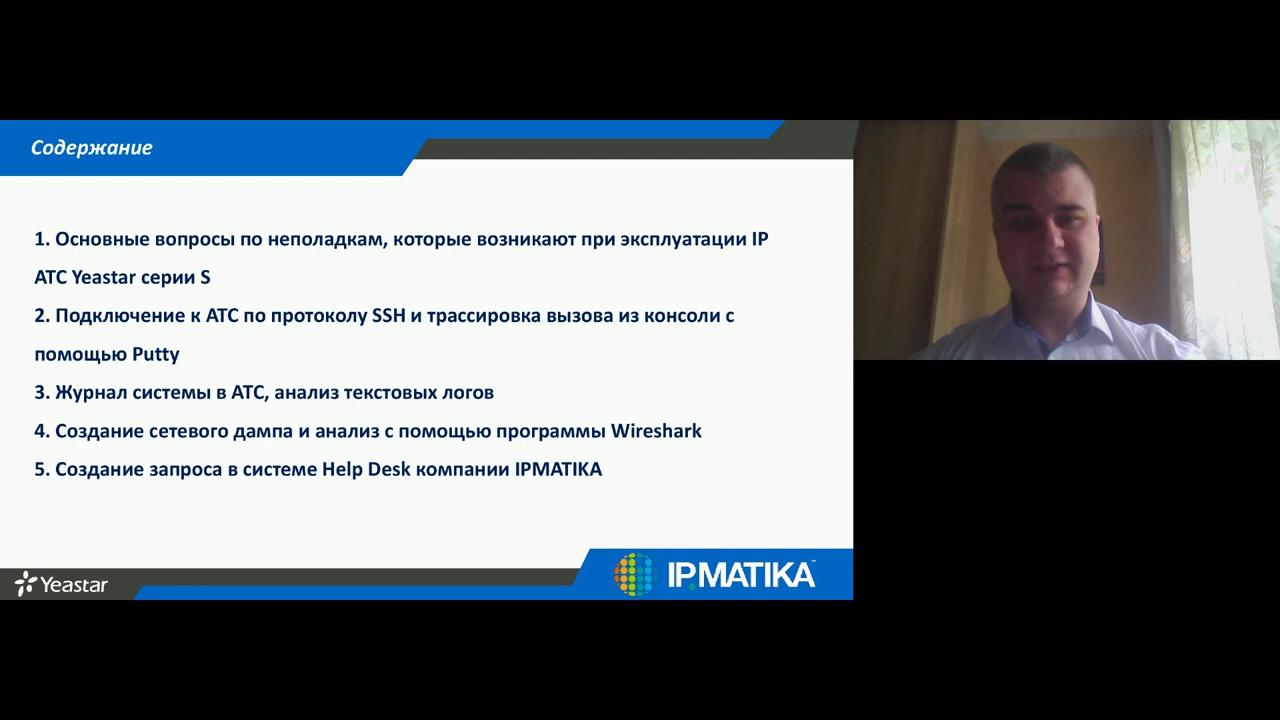 Содержание
1. Основные вопросы по неполадкам, которые возникают при эксплуатации IP
АТС Yeastar серии S
2. Подключение к АТС по протоколу SSH и трассировка вызова из консоли с
помощью Putty
3. Журнал системы в АТС, анализ текстовых логов
4. Создание сетевого дампа и анализ с помощью программы Wireshark
5. Создание запроса в системе Help Desk компании IPMATIKA
Yeastar
IPMATIKA